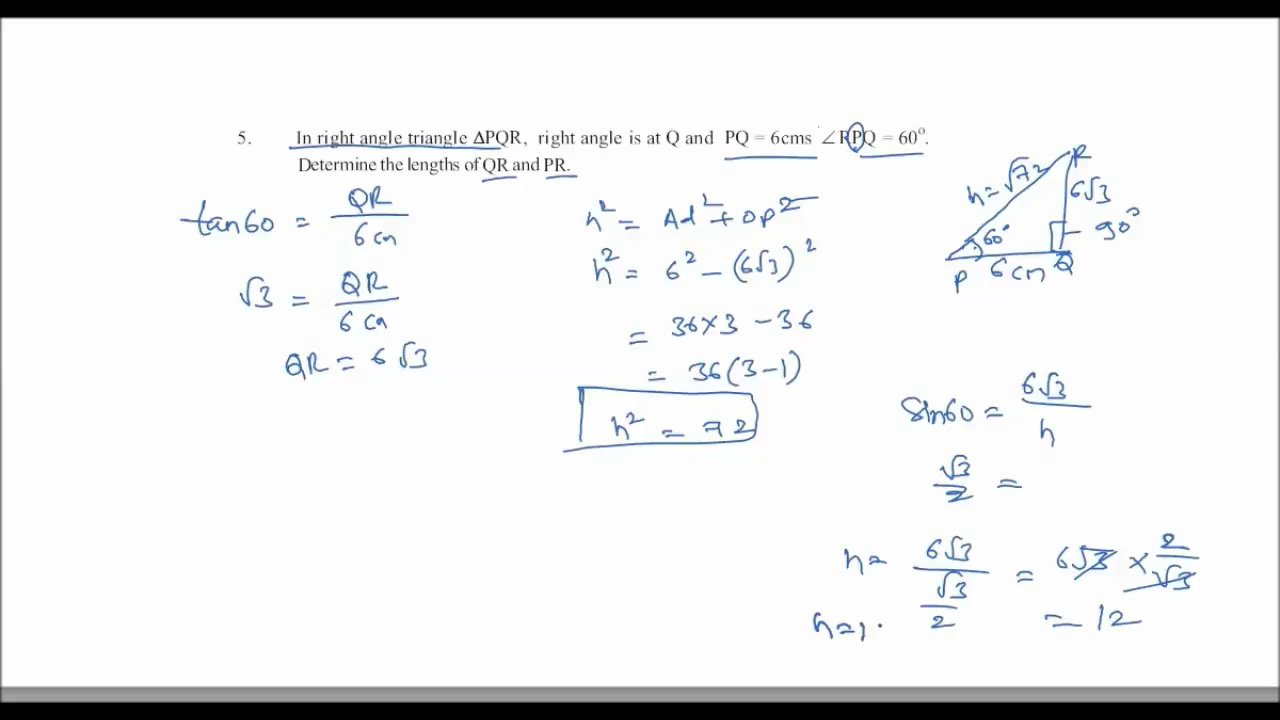 5. In right angle triangle ΔPQR, right angle is at Q and PQ = 6cms ∠RPQ = 60°.
Determine the lengths of QR and PR.
tan60 = QR/6cm
√3 = QR/6cm
QR = 6√3
h² = Ad² + op²
h² = 6² - (6√3)²
= 36×3 - 36
= 36(3-1)
h² = 72
R
h = √72
6√3
60°
90°
P
6cm
Q
Sin60 = 6√3/h
√3/2 =
h = 6√3/(√3/2) = 6√3 × 2/√3
h = 1
= 12